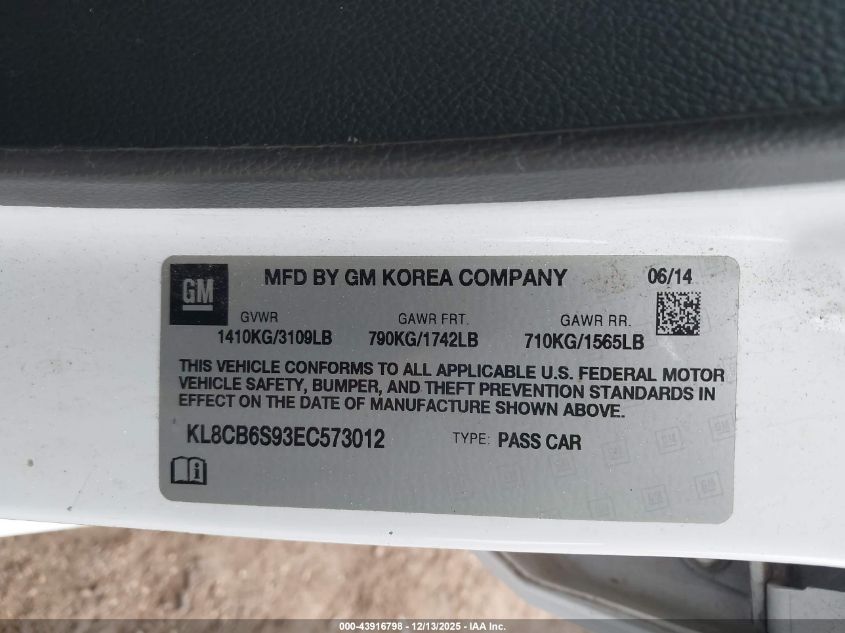 GM
MFD BY GM KOREA COMPANY 06/14
GVWR GAWR FRT. GAWR RR.
1410KG/3109LB 790KG/1742LB 710KG/1565LB
THIS VEHICLE CONFORMS TO ALL APPLICABLE U.S. FEDERAL MOTOR
VEHICLE SAFETY, BUMPER, AND THEFT PREVENTION STANDARDS IN
EFFECT ON THE DATE OF MANUFACTURE SHOWN ABOVE.
KL8CB6S93EC573012 TYPE: PASS CAR
000-43916798 - 12/13/2025 - IAA Inc.